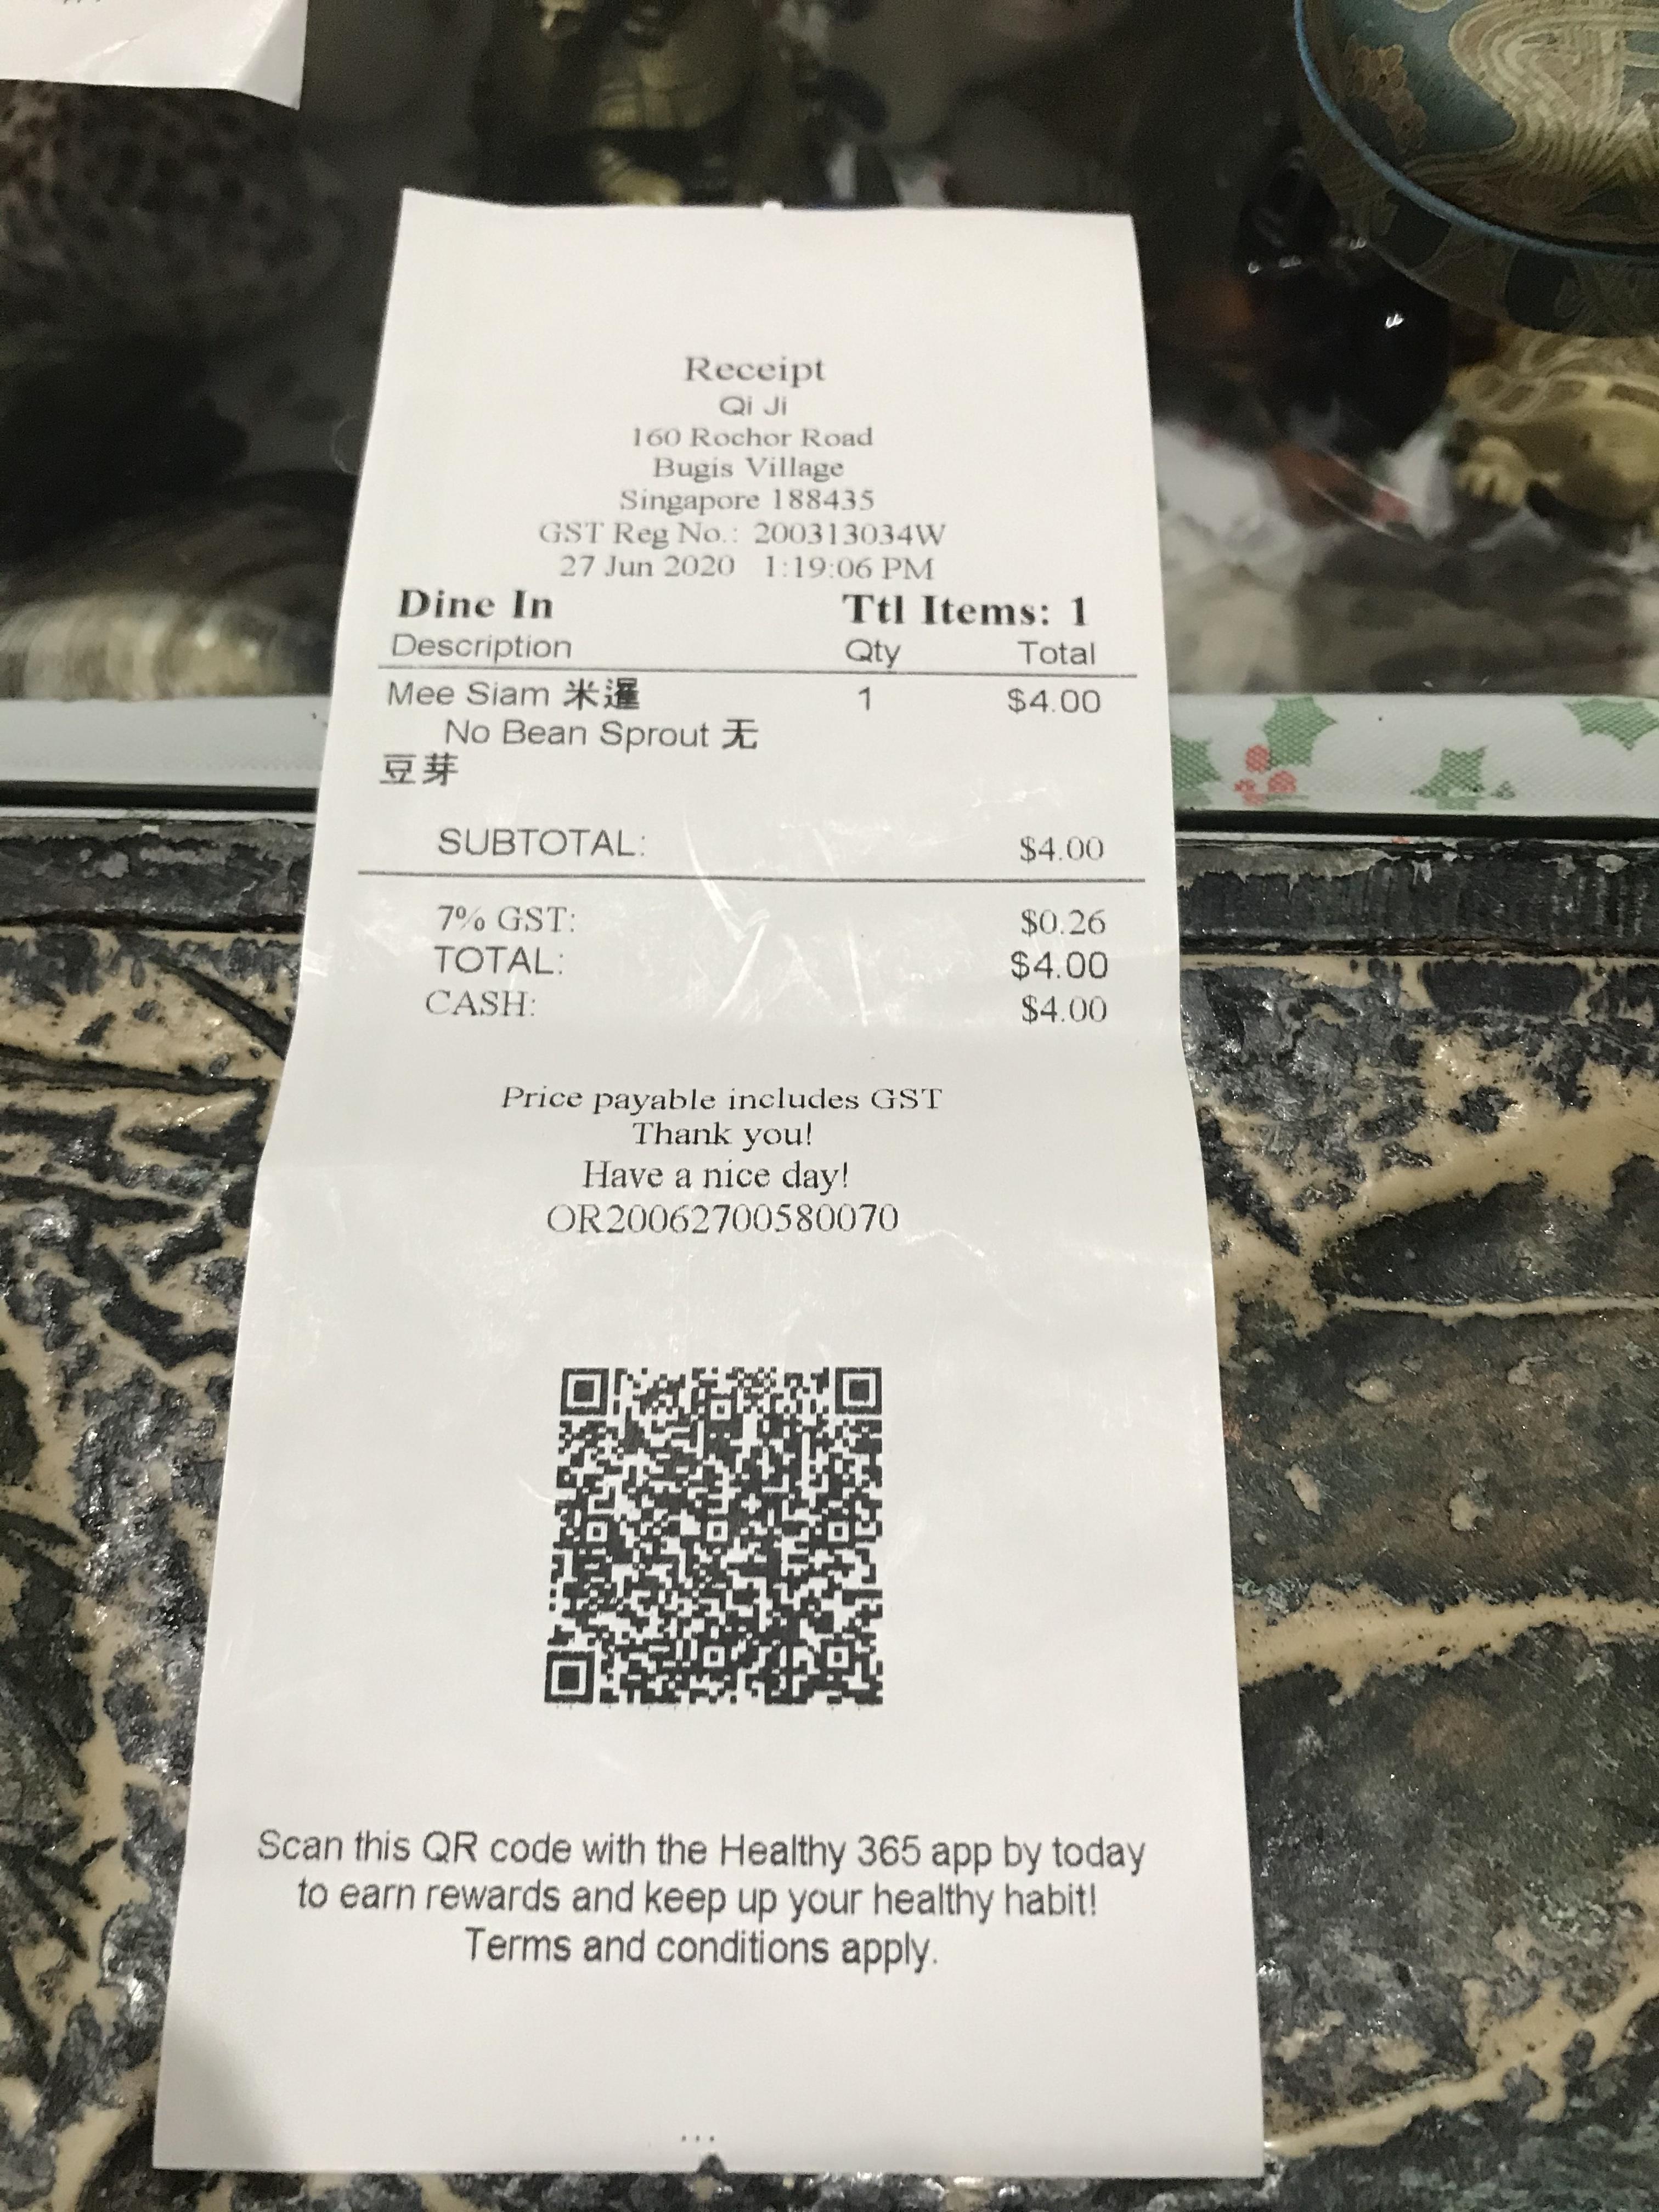 Receipt
Qi Ji
160 Rochor Road
Bugis Village
Singapore 188435
GST Reg No.: 200313034W
27 Jun 2020 1:19:06 PM
Dine In Ttl Items: 1
Description Qty Total
Mee Siam 米暹 1 $4.00
No Bean Sprout 无
豆芽
SUBTOTAL: $4.00
7% GST: $0.26
TOTAL: $4.00
CASH: $4.00
Price payable includes GST
Thank you!
Have a nice day!
OR20062700580070
Scan this QR code with the Healthy 365 app by today
to earn rewards and keep up your healthy habit!
Terms and conditions apply.
...